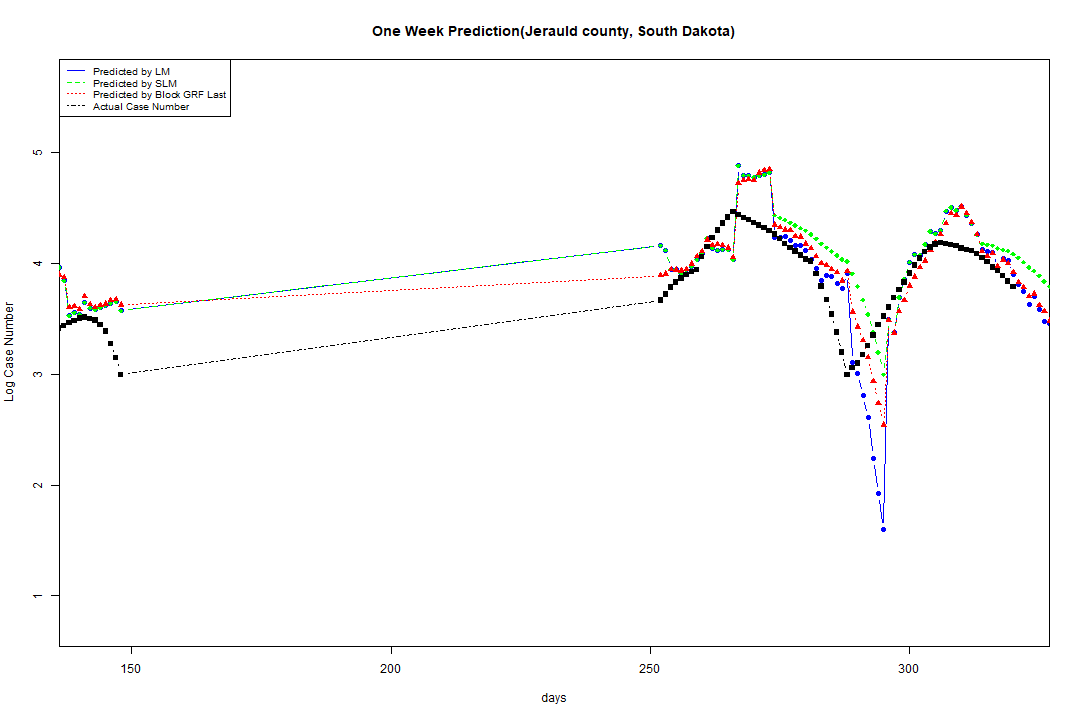 One Week Prediction(Jerauld county, South Dakota)
Predicted by LM
Predicted by SLM
Predicted by Block GRF Last
Actual Case Number
5
4
3
2
1
Log Case Number
150 200 250 300
days